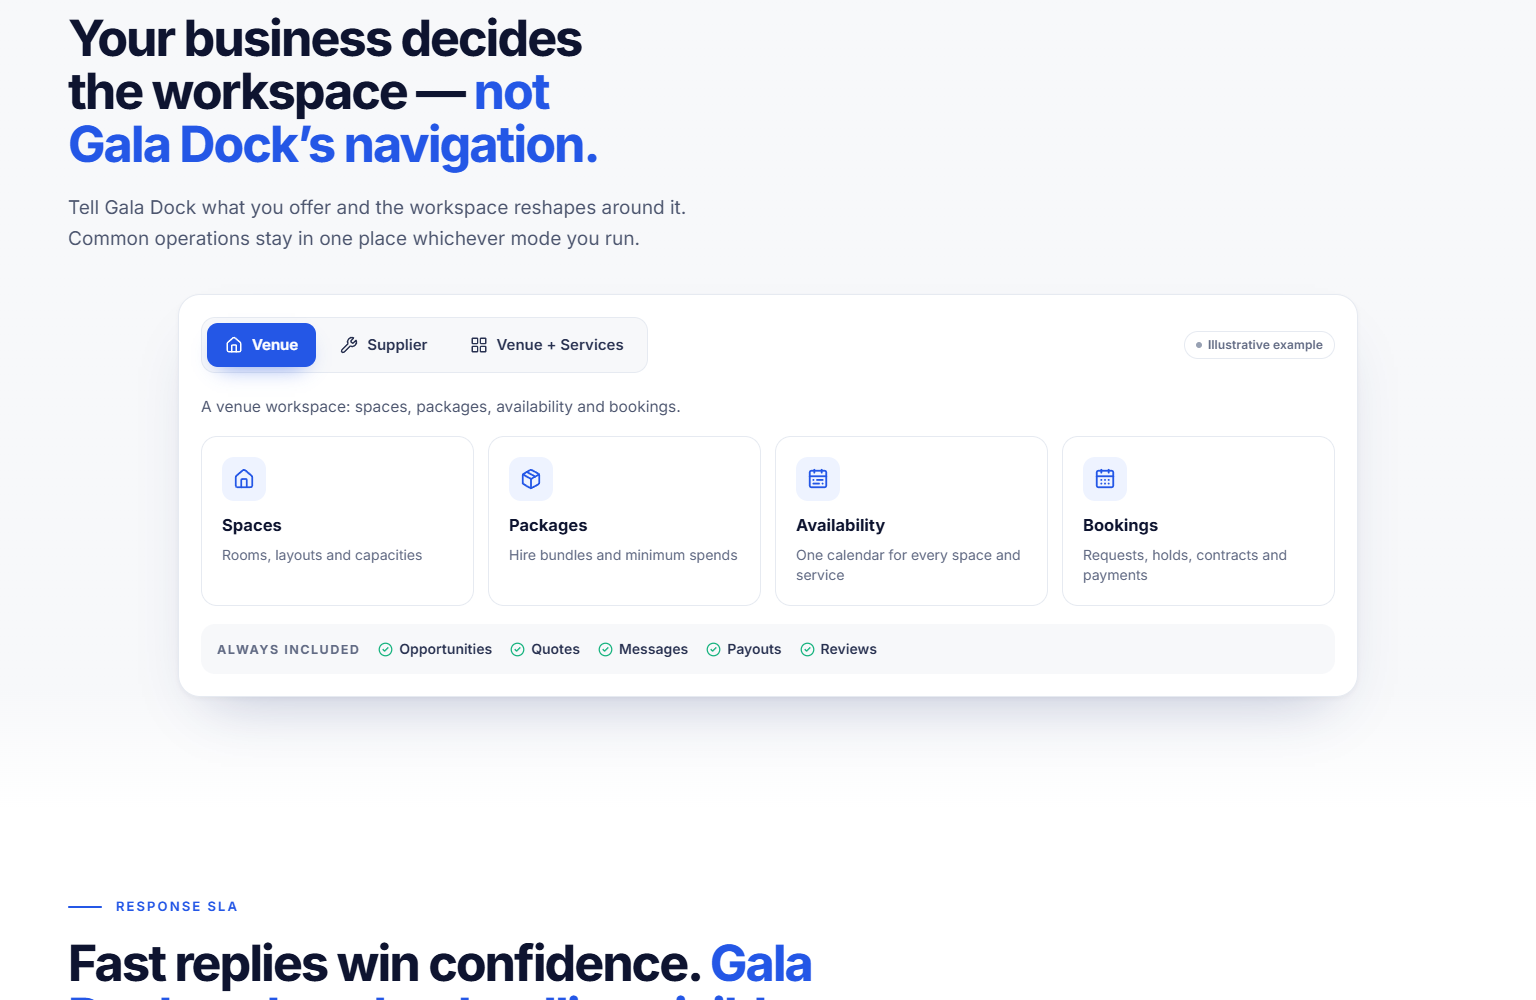 Your business decides
the workspace — not
Gala Dock’s navigation.
Tell Gala Dock what you offer and the workspace reshapes around it.
Common operations stay in one place whichever mode you run.
Venue
Supplier
Venue + Services
Illustrative example
A venue workspace: spaces, packages, availability and bookings.
Spaces
Rooms, layouts and capacities
Packages
Hire bundles and minimum spends
Availability
One calendar for every space and
service
Bookings
Requests, holds, contracts and
payments
ALWAYS INCLUDED
Opportunities
Quotes
Messages
Payouts
Reviews
RESPONSE SLA
Fast replies win confidence. Gala